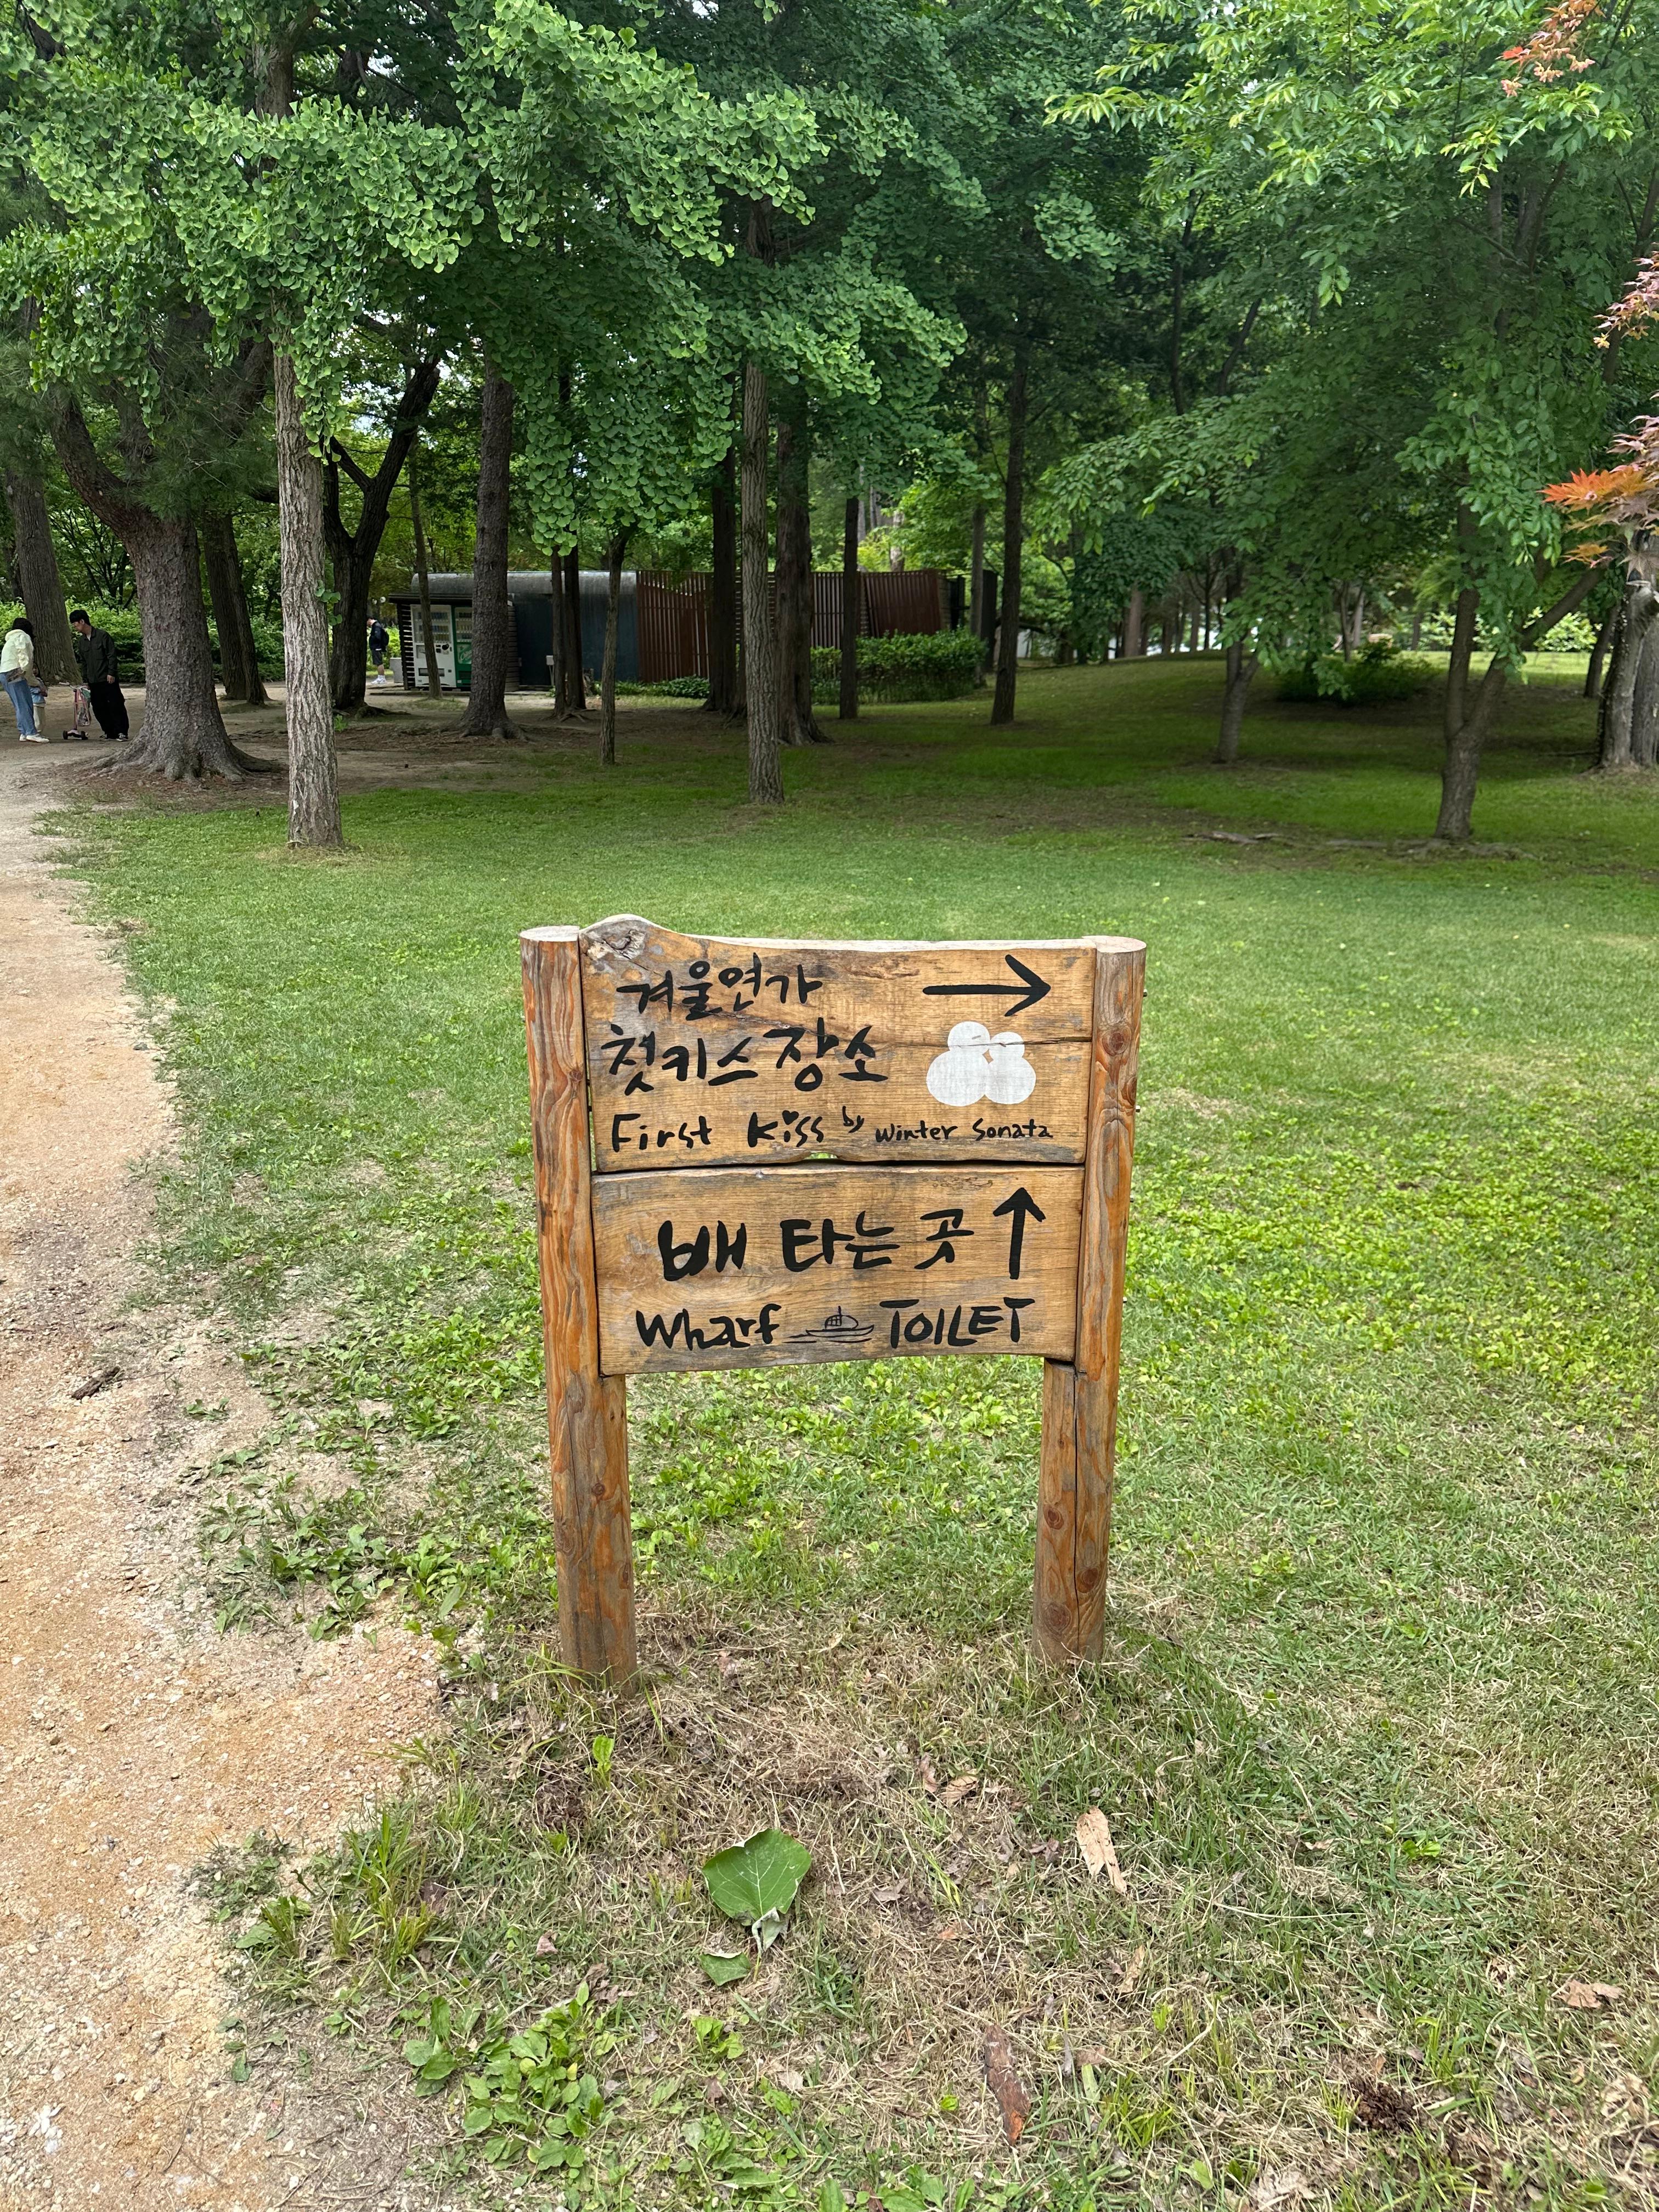 겨울연가 →
첫키스 장소
First Kiss by Winter Sonata
배 타는 곳 ↑
Wharf TOILET